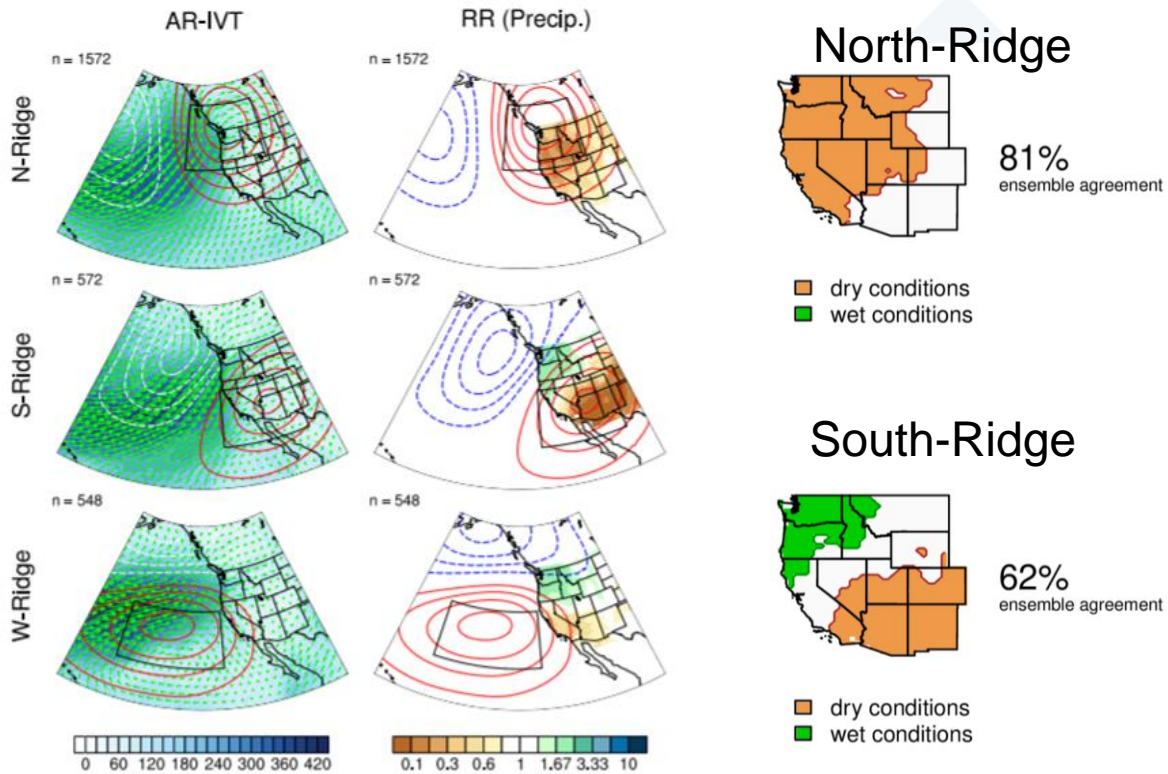 AR-IVT
RR (Precip.)
N-Ridge
n = 1572
n = 1572
S-Ridge
n = 572
n = 572
W-Ridge
n = 548
n = 548
0 60 120 180 240 300 360 420
0.1 0.3 0.6 1 1.67 3.33 10
North-Ridge
81%
ensemble agreement
dry conditions
wet conditions
South-Ridge
62%
ensemble agreement
dry conditions
wet conditions